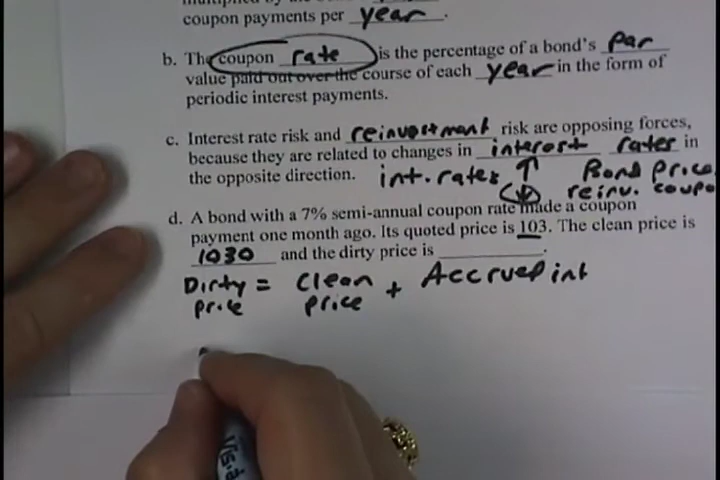 coupon payments per year.
b. The coupon rate is the percentage of a bond's par
value paid out over the course of each year in the form of
periodic interest payments.
c. Interest rate risk and reinvestment risk are opposing forces,
because they are related to changes in interest rates in
the opposite direction. int. rates ↑ Bond Price
reinv. coupo
d. A bond with a 7% semi-annual coupon rate made a coupon
payment one month ago. Its quoted price is 103. The clean price is
1030 and the dirty price is ____________.
Dirty price = Clean price + Accrued int